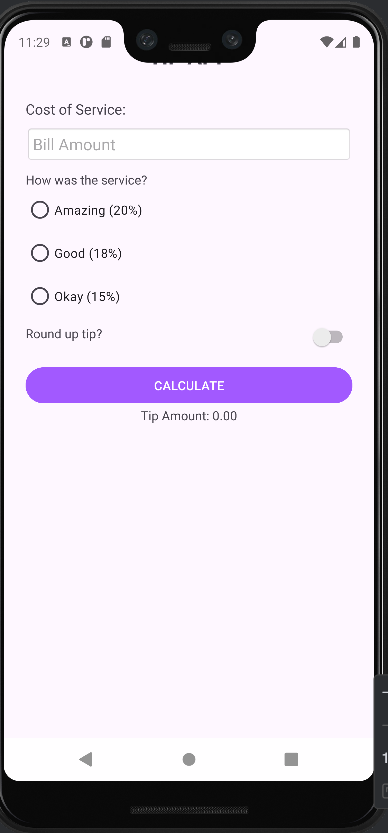 11:29
Cost of Service:
Bill Amount
How was the service?
Amazing (20%)
Good (18%)
Okay (15%)
Round up tip?
CALCULATE
Tip Amount: 0.00